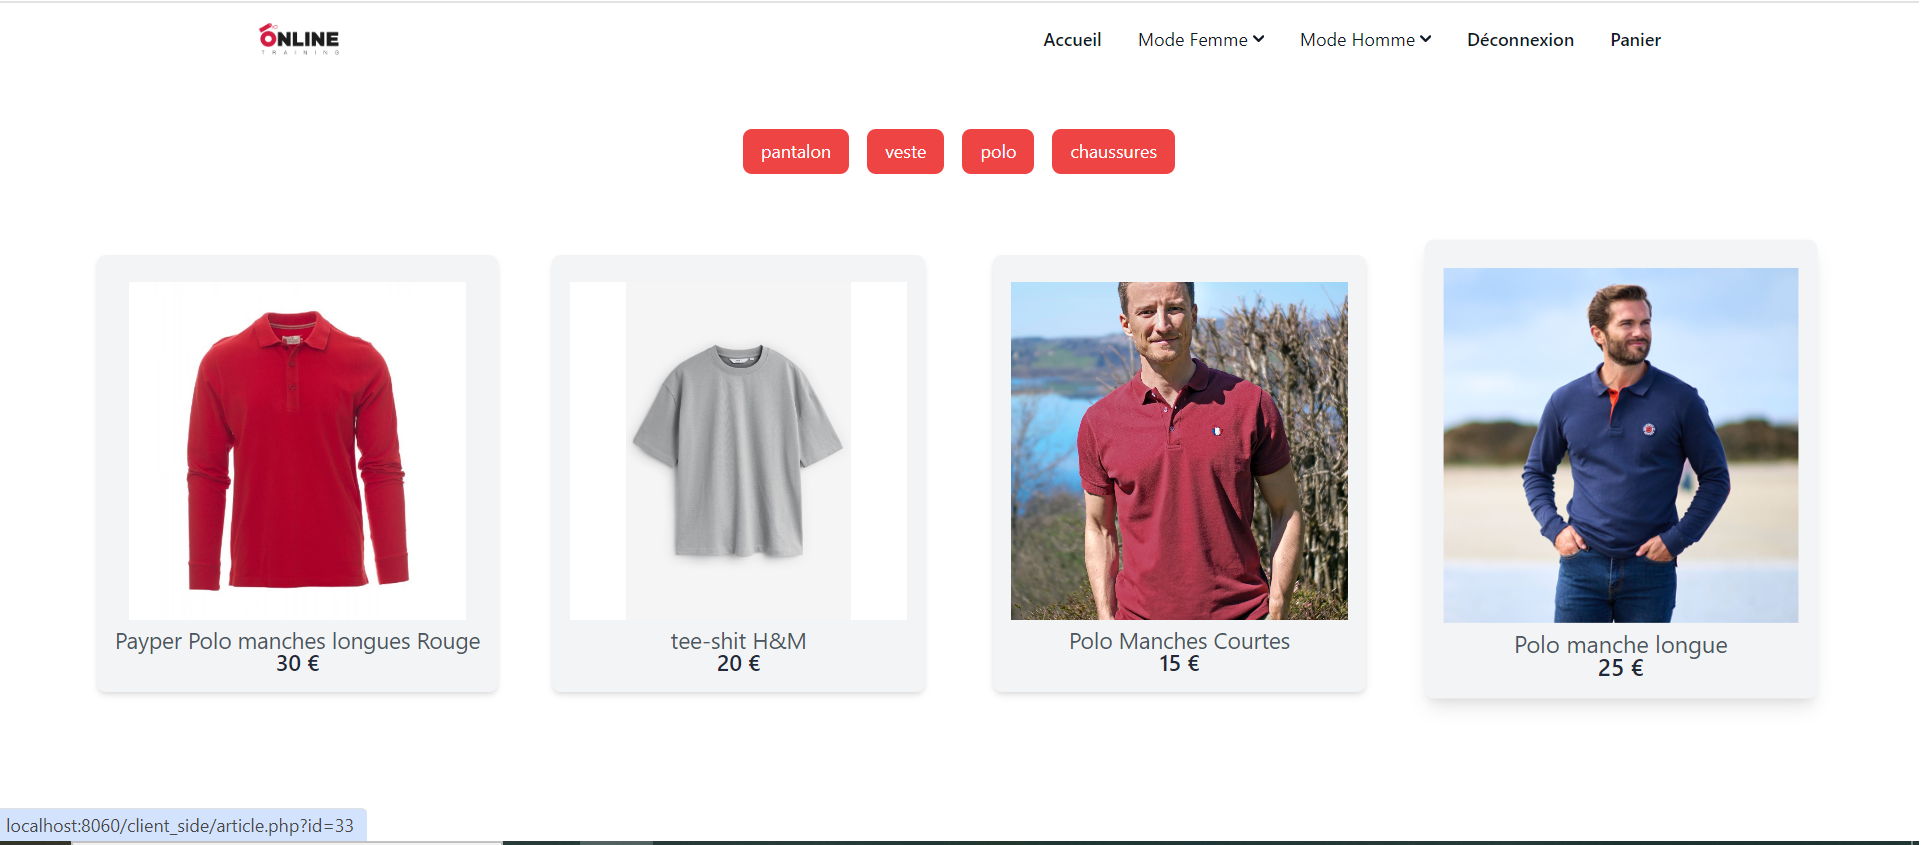 ONLINE
TRAINING
Accueil Mode Femme Mode Homme Déconnexion Panier
pantalon veste polo chaussures
Payper Polo manches longues Rouge
30 €
tee-shit H&M
20 €
Polo Manches Courtes
15 €
Polo manche longue
25 €
localhost:8060/client_side/article.php?id=33